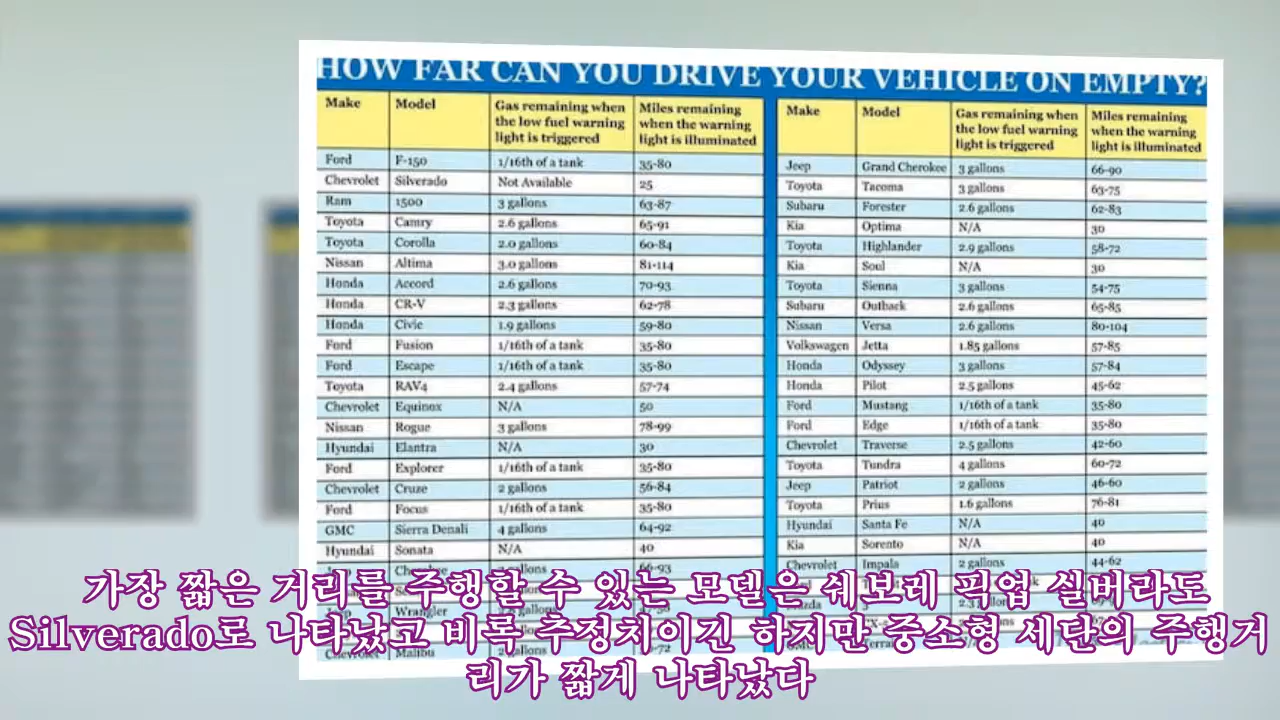 HOW FAR CAN YOU DRIVE YOUR VEHICLE ON EMPTY?
Make Model Gas remaining when the low fuel warning light is triggered Miles remaining when the warning light is illuminated
Ford F-150 1/16th of a tank 35-80
Chevrolet Silverado Not Available 25
Ram 1500 3 gallons 63-87
Toyota Camry 2.6 gallons 65-91
Toyota Corolla 2.0 gallons 60-84
Nissan Altima 3.0 gallons 81-114
Honda Accord 2.6 gallons 70-93
Honda CR-V 2.3 gallons 62-78
Honda Civic 1.9 gallons 59-80
Ford Fusion 1/16th of a tank 35-80
Ford Escape 1/16th of a tank 35-80
Toyota RAV4 2.4 gallons 57-74
Chevrolet Equinox N/A 50
Nissan Rogue 3 gallons 78-99
Hyundai Elantra N/A 30
Ford Explorer 1/16th of a tank 35-80
Chevrolet Cruze 2 gallons 56-84
Ford Focus 1/16th of a tank 35-80
GMC Sierra Denali 4 gallons 64-92
Hyundai Sonata N/A 40
gallons 66-93
Wrangler gallons
Chevrolet Malibu
Make Model Gas remaining when the low fuel warning light is triggered Miles remaining when the warning light is illuminated
Jeep Grand Cherokee 3 gallons 66-90
Toyota Tacoma 3 gallons 63-75
Subaru Forester 2.6 gallons 62-83
Kia Optima N/A 30
Toyota Highlander 2.9 gallons 58-72
Kia Soul N/A 30
Toyota Sienna 3 gallons 54-75
Subaru Outback 2.6 gallons 65-85
Nissan Versa 2.6 gallons 80-104
Volkswagen Jetta 1.85 gallons 57-85
Honda Odyssey 3 gallons 57-84
Honda Pilot 2.5 gallons 45-62
Ford Mustang 1/16th of a tank 35-80
Ford Edge 1/16th of a tank 35-80
Chevrolet Traverse 2.5 gallons 42-60
Toyota Tundra 4 gallons 60-72
Jeep Patriot 2 gallons 46-60
Toyota Prius 1.6 gallons 76-81
Hyundai Santa Fe N/A 40
Kia Sorento N/A 40
Chevrolet Impala 2 gallons 44-62
가장 짧은 거리를 주행할 수 있는 모델은 쉐보레 픽업 실버라도
Silverado로 나타났고 비록 추정치이긴 하지만 중소형 세단의 주행거
리가 짧게 나타났다